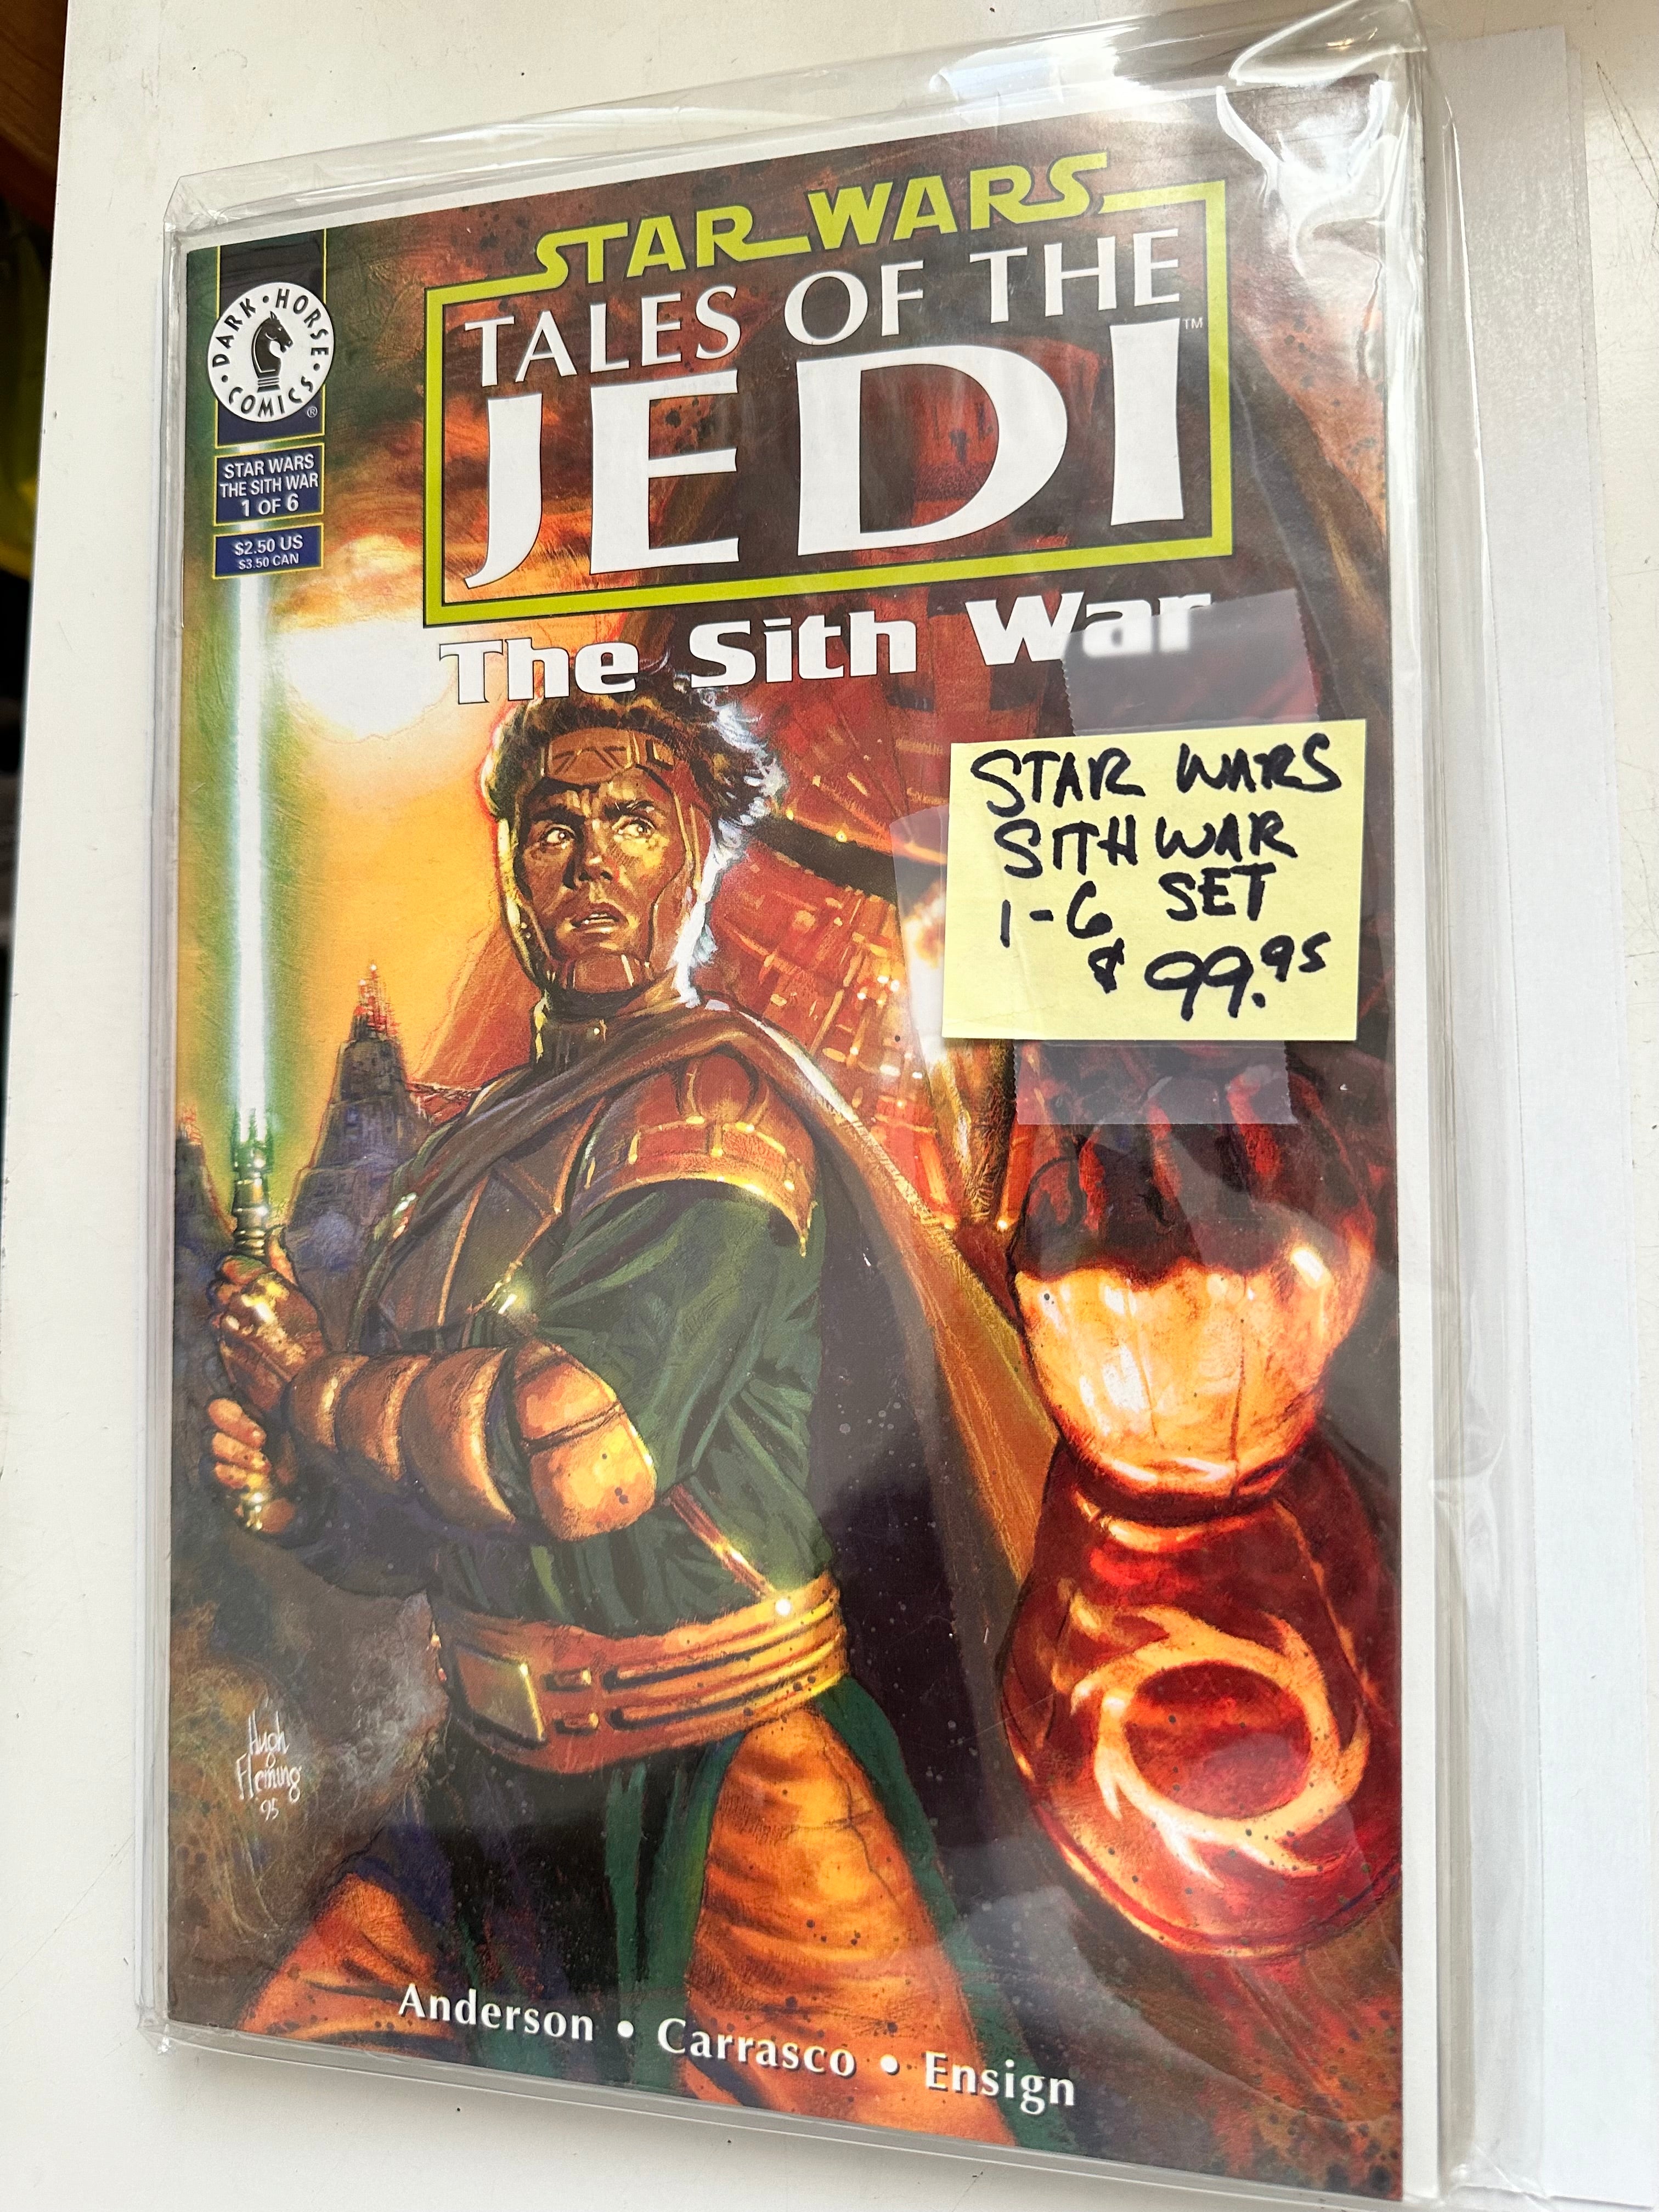 STAR WARS
TALES OF THE
JEDI™
The Sith War
DARK • HORSE
• COMICS •
®
STAR WARS
THE SITH WAR
1 OF 6
$2.50 US
$3.50 CAN
STAR WARS
SITH WAR
1-6 SET
$99.95
Hugh
Fleming
95
Anderson • Carrasco • Ensign